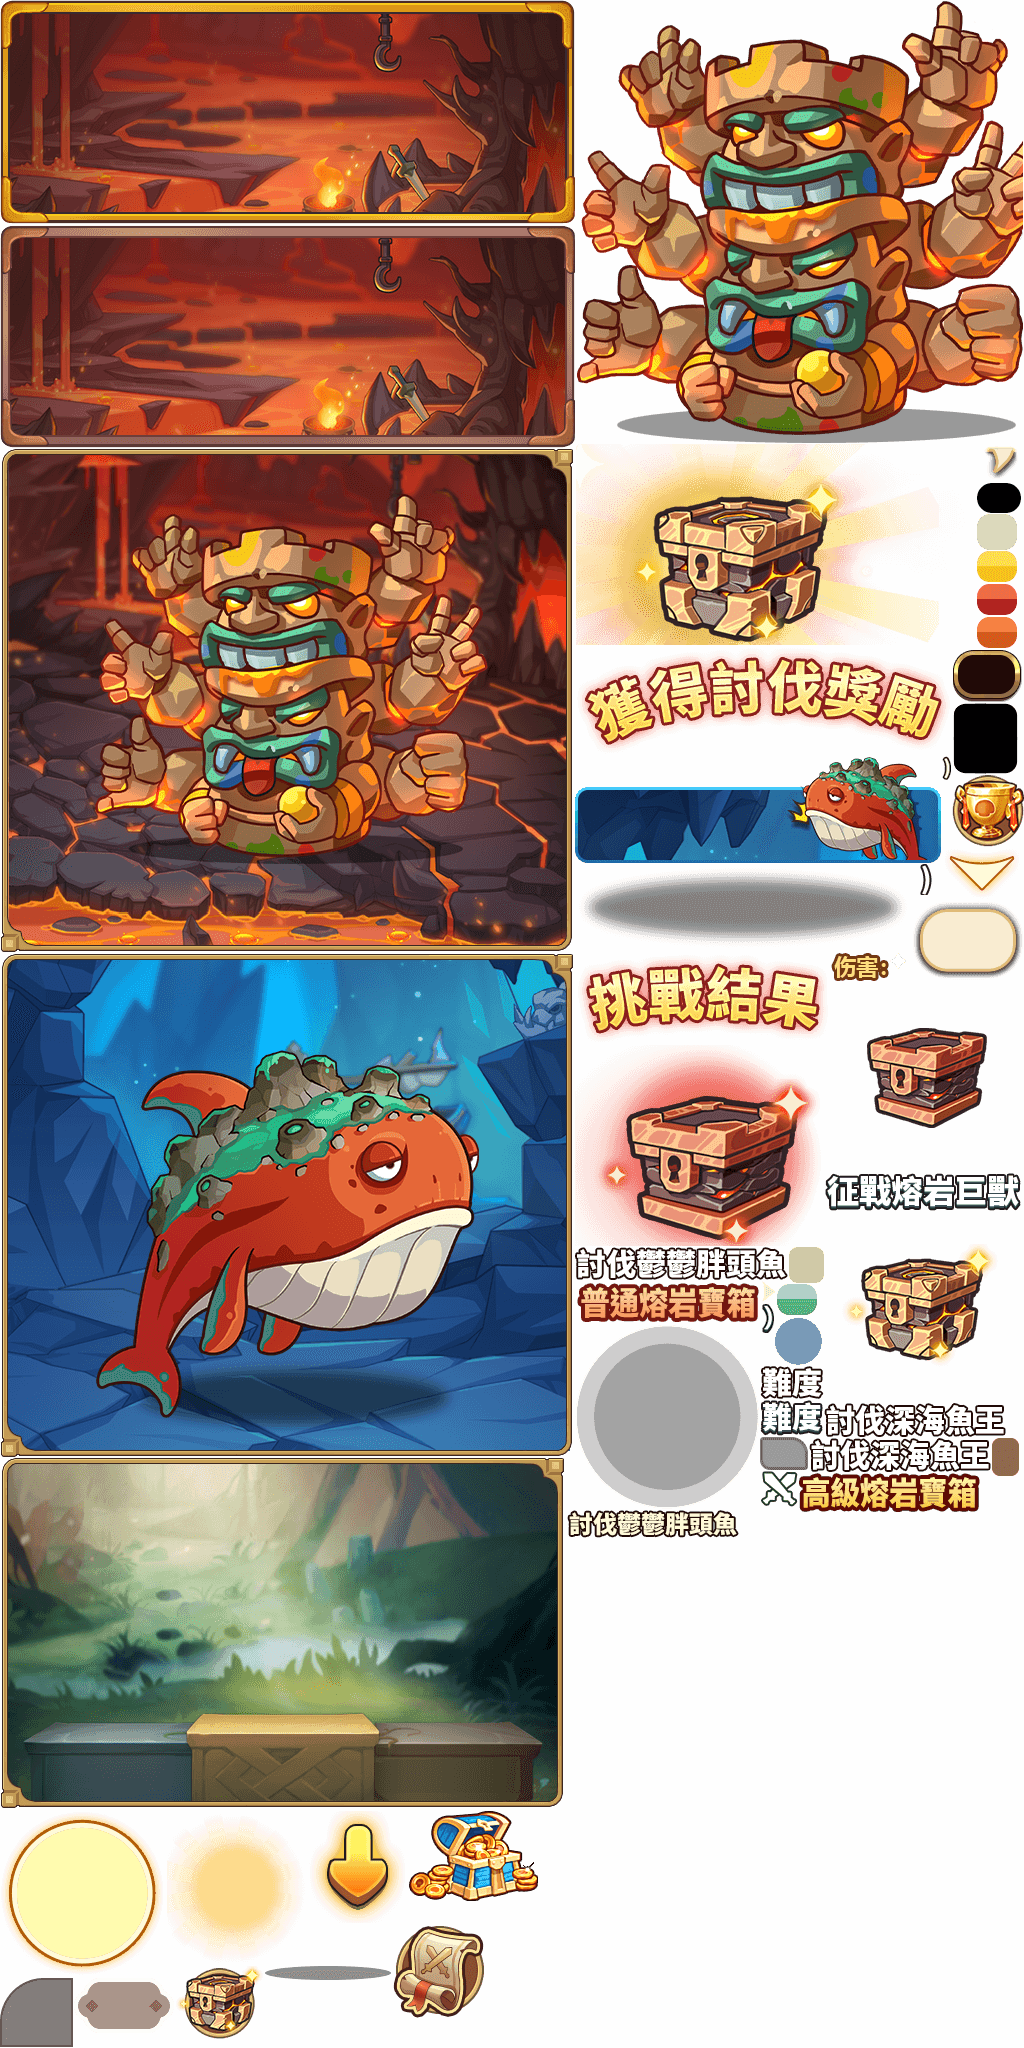 獲得討伐獎勵
伤害:
挑戰結果
征戰熔岩巨獸
討伐鬱鬱胖頭魚
普通熔岩寶箱
難度
難度
討伐深海魚王
討伐深海魚王
高級熔岩寶箱
討伐鬱鬱胖頭魚